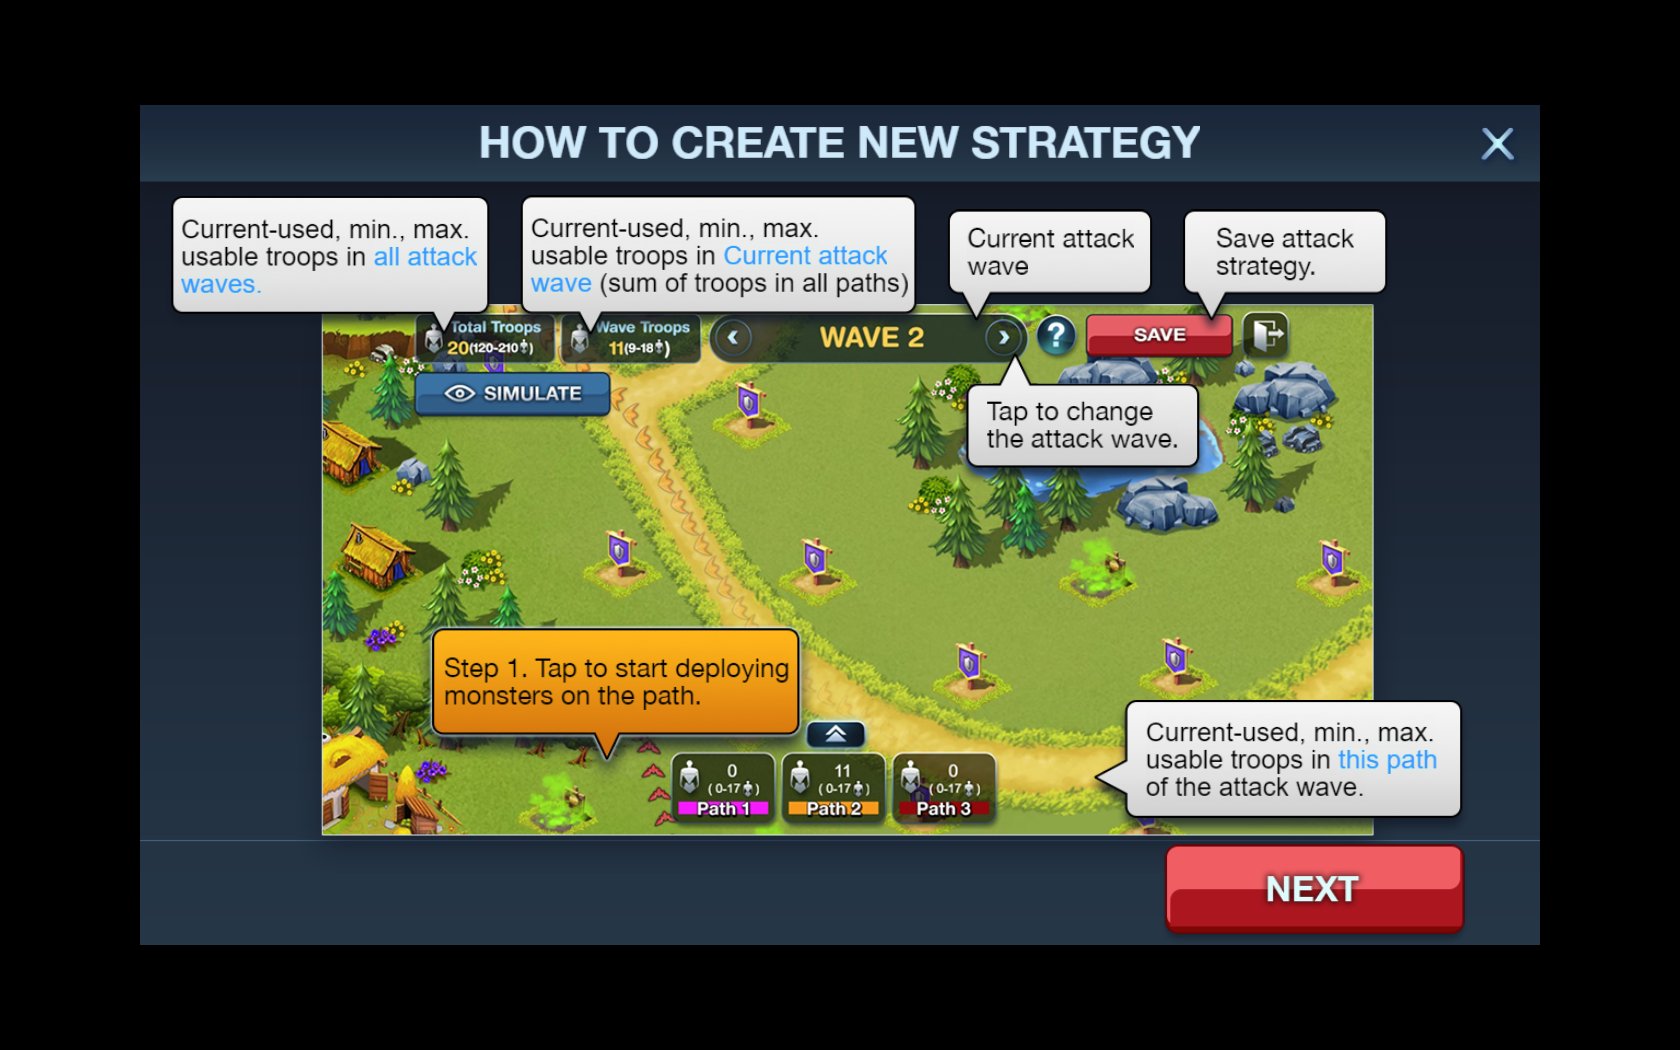 HOW TO CREATE NEW STRATEGY
Current-used, min., max.
usable troops in all attack
waves.
Current-used, min., max.
usable troops in Current attack
wave (sum of troops in all paths)
Current attack
wave
Save attack
strategy.
Total Troops
20(120-210)
Wave Troops
11(9-18)
WAVE 2
?
SAVE
SIMULATE
Tap to change
the attack wave.
Step 1. Tap to start deploying
monsters on the path.
Current-used, min., max.
usable troops in this path
of the attack wave.
0
(0-17)
Path 1
11
(0-17)
Path 2
0
(0-17)
Path 3
NEXT